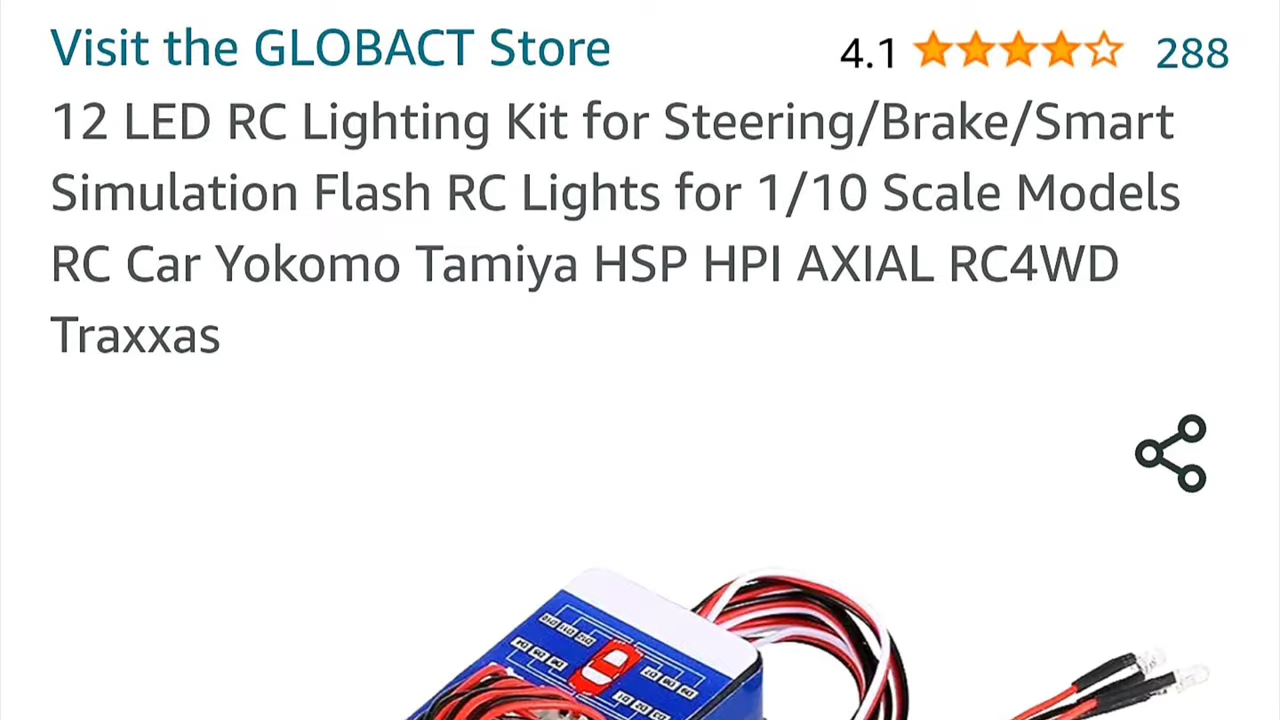 Visit the GLOBACT Store
4.1 288
12 LED RC Lighting Kit for Steering/Brake/Smart
Simulation Flash RC Lights for 1/10 Scale Models
RC Car Yokomo Tamiya HSP HPI AXIAL RC4WD
Traxxas